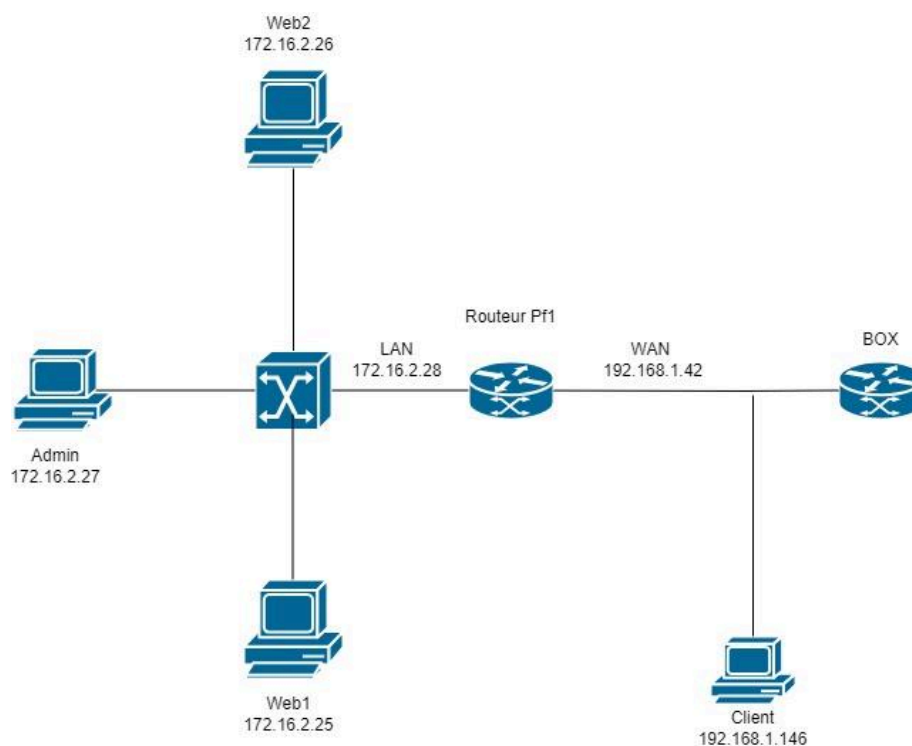 Web2
172.16.2.26
Routeur Pf1
LAN
172.16.2.28
WAN
192.168.1.42
BOX
Admin
172.16.2.27
Web1
172.16.2.25
Client
192.168.1.146